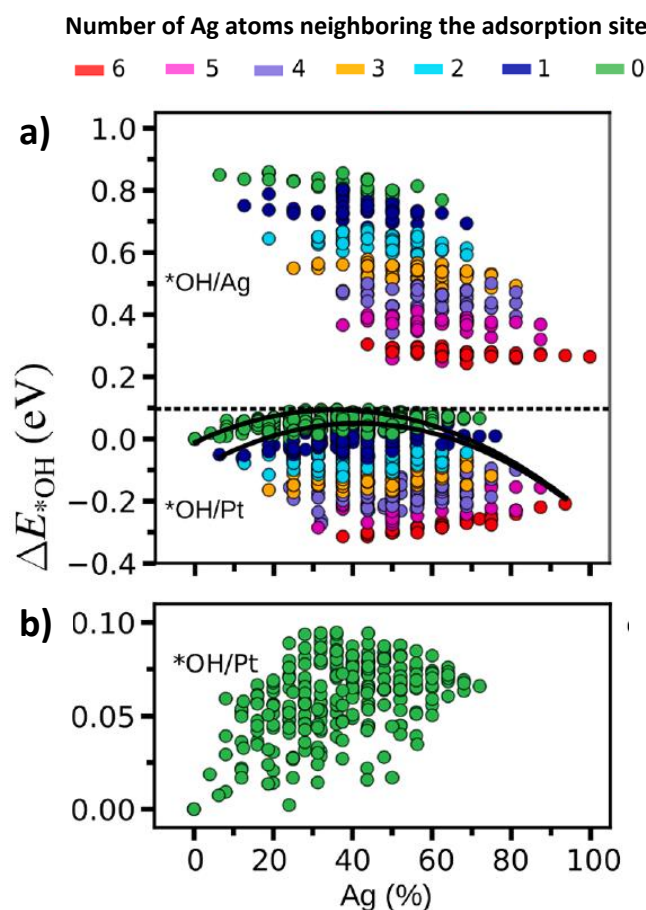 Number of Ag atoms neighboring the adsorption site
6 5 4 3 2 1 0
a)
1.0
0.8
0.6
*OH/Ag
0.4
0.2
0.0
*OH/Pt
−0.2
−0.4
ΔE*OH (eV)
b)
0.10
*OH/Pt
0.05
0.00
0 20 40 60 80 100
Ag (%)